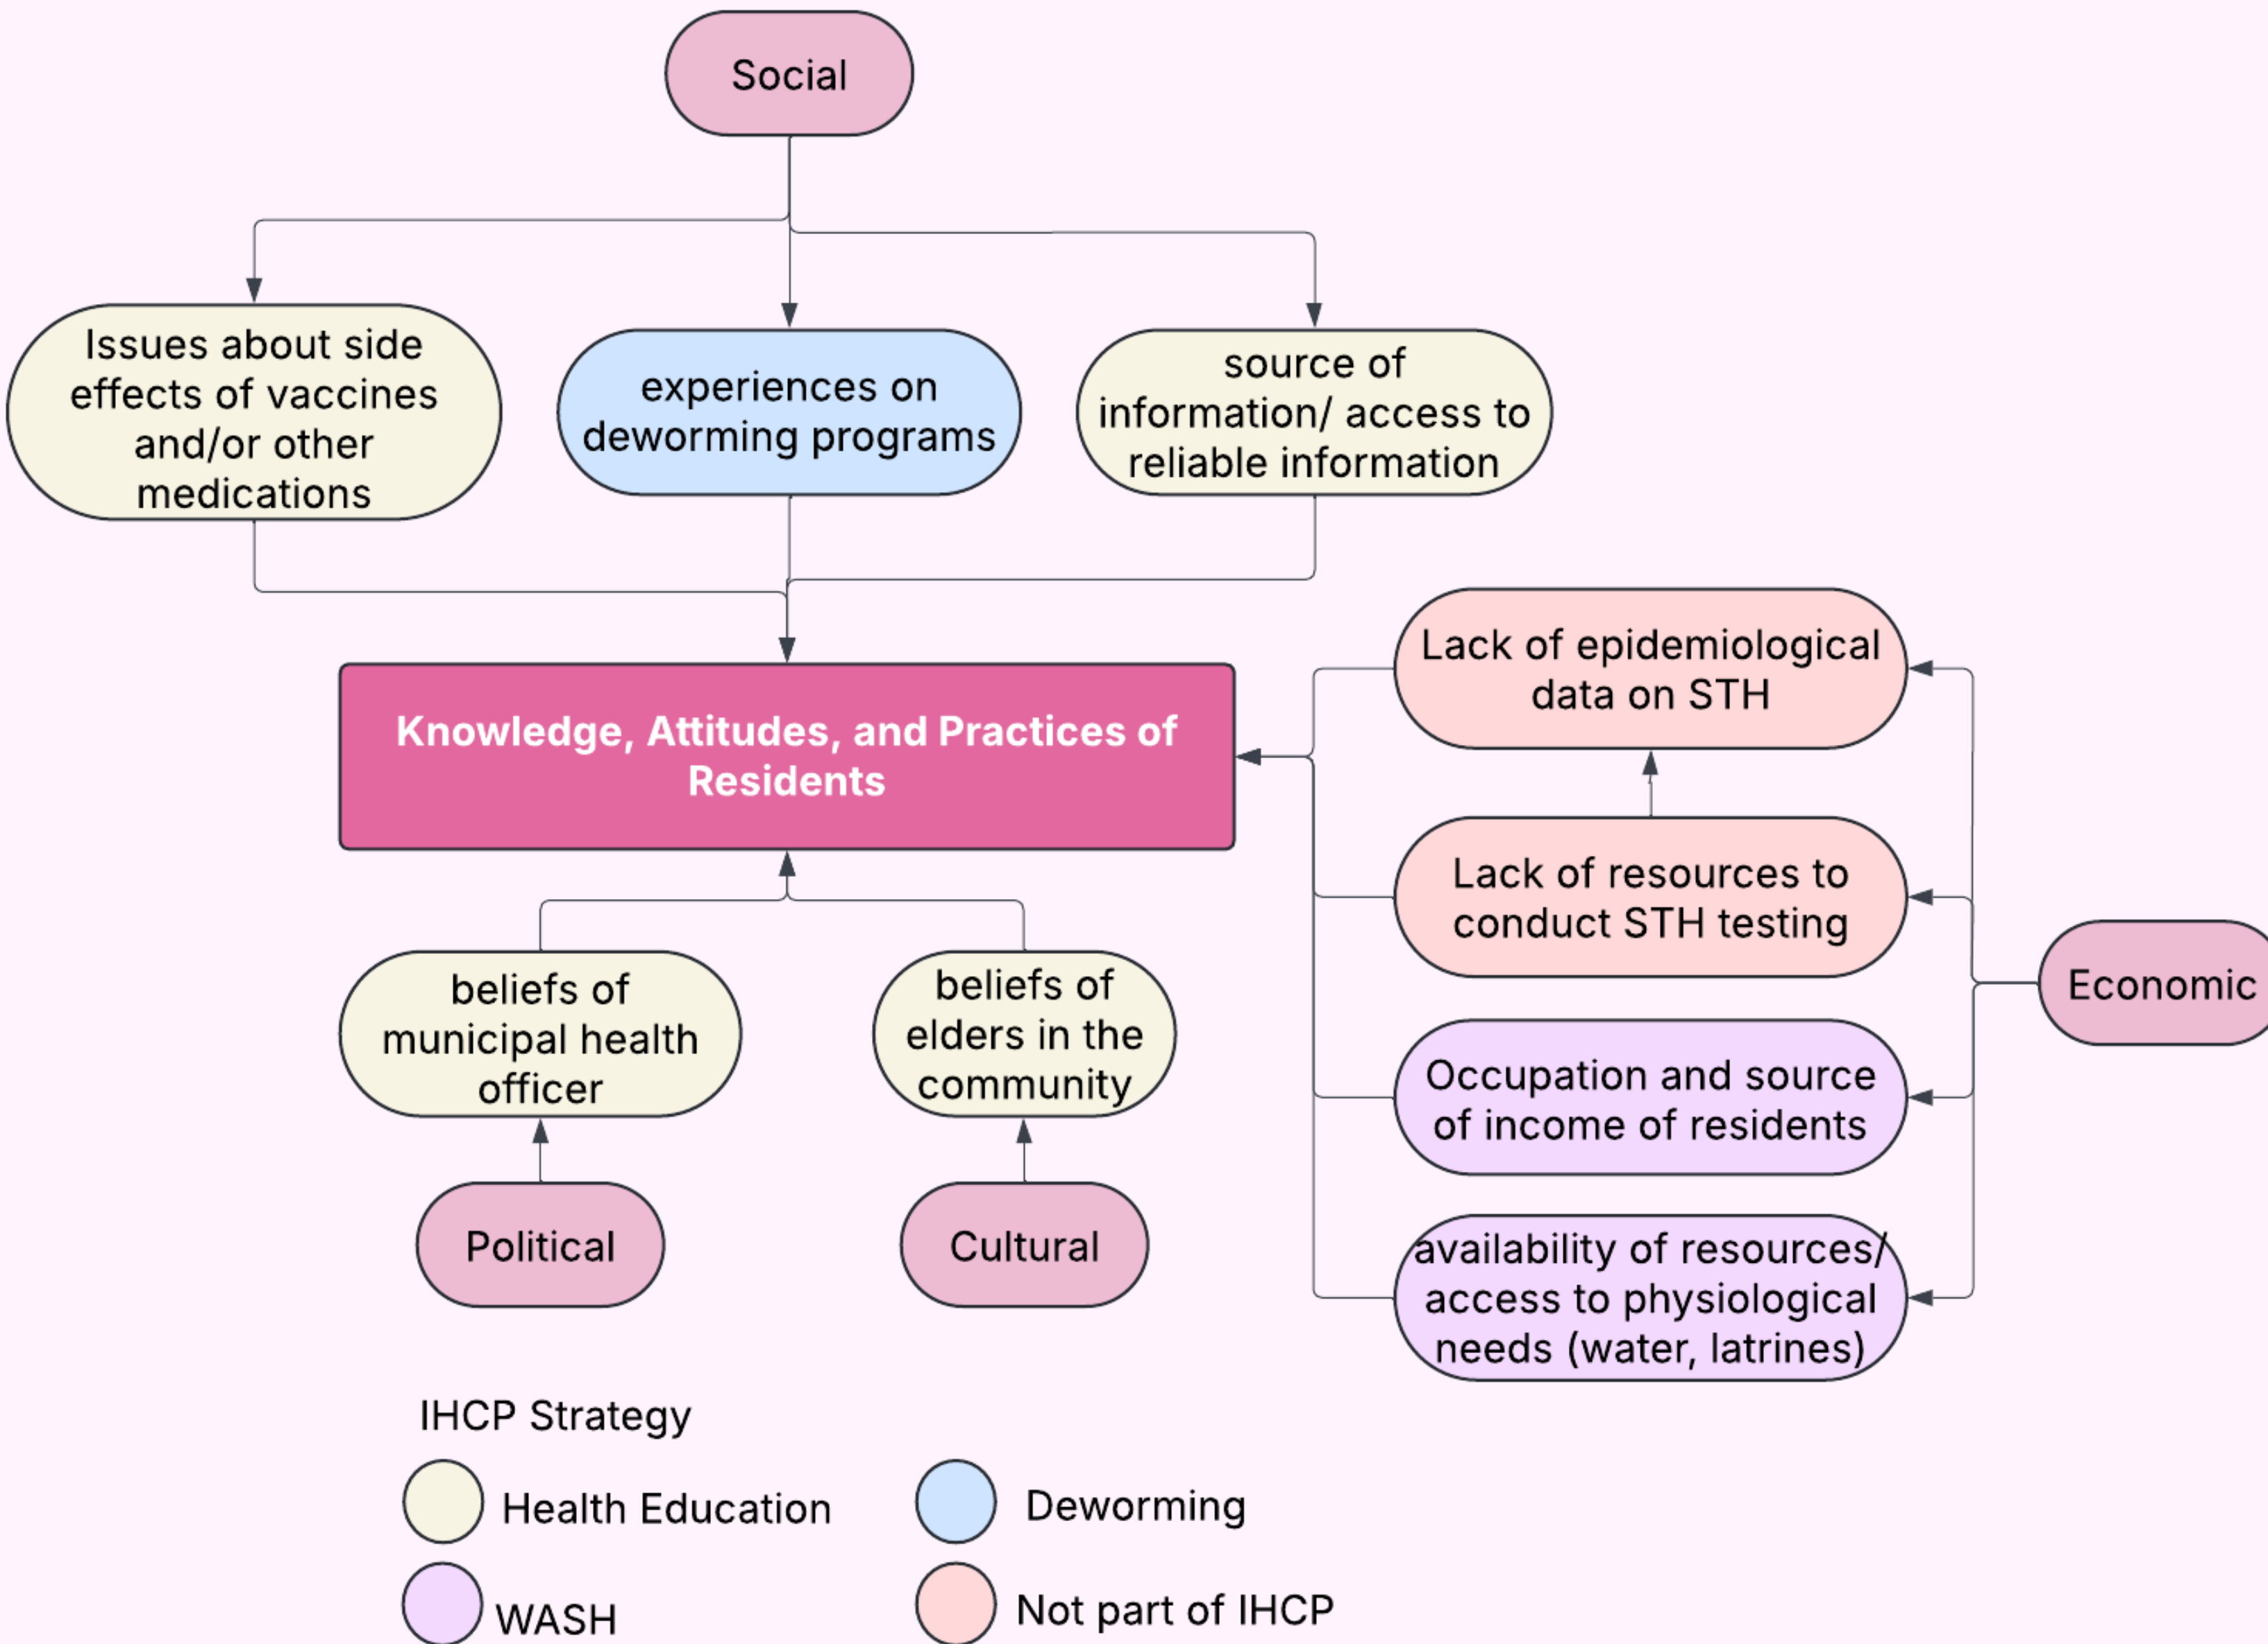 Social
Issues about side
effects of vaccines
and/or other
medications
experiences on
deworming programs
source of
information/ access to
reliable information
Knowledge, Attitudes, and Practices of
Residents
Lack of epidemiological
data on STH
Lack of resources to
conduct STH testing
Economic
Occupation and source
of income of residents
availability of resources/
access to physiological
needs (water, latrines)
beliefs of
municipal health
officer
beliefs of
elders in the
community
Political
Cultural
IHCP Strategy
Health Education
Deworming
WASH
Not part of IHCP